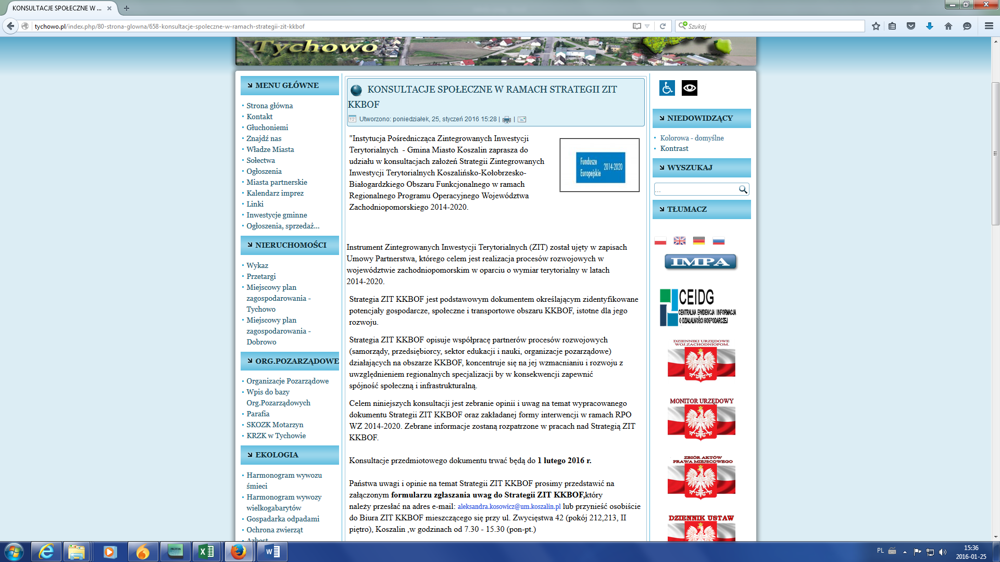 KONSULTACJE SPOŁECZNE W ...
tychowo.pl/index.php/80-strona-glowna/658-konsultacje-spoleczne-w-ramach-strategii-zit-kkbof
Szukaj
Tychowo
MENU GŁÓWNE
Strona główna
Kontakt
Głuchoniemi
Znajdź nas
Władze Miasta
Sołectwa
Ogłoszenia
Miasta partnerskie
Kalendarz imprez
Linki
Inwestycje gminne
Ogłoszenia, sprzedaż...
NIERUCHOMOŚCI
Wykaz
Przetargi
Miejscowy plan
zagospodarowania -
Tychowo
Miejscowy plan
zagospodarowania -
Dobrowo
ORG.POZARZĄDOWE
Organizacje Pozarządowe
Wpis do bazy
Org.Pozarządowych
Parafia
SKOZK Motarzyn
KRZK w Tychowie
EKOLOGIA
Harmonogram wywozu
śmieci
Harmonogram wywozy
wielkogabarytów
Gospadarka odpadami
Ochrona zwierząt
Azbest
KONSULTACJE SPOŁECZNE W RAMACH STRATEGII ZIT
KKBOF
12 Utworzono: poniedziałek, 25, styczeń 2016 15:28 | |
"Instytucja Pośrednicząca Zintegrowanych Inwestycji
Terytorialnych - Gmina Miasto Koszalin zaprasza do
udziału w konsultacjach założeń Strategii Zintegrowanych
Inwestycji Terytorialnych Koszalińsko-Kołobrzesko-
Białogardzkiego Obszaru Funkcjonalnego w ramach
Regionalnego Programu Operacyjnego Województwa
Zachodniopomorskiego 2014-2020.
Fundusze
Europejskie 2014-2020
Instrument Zintegrowanych Inwestycji Terytorialnych (ZIT) został ujęty w zapisach
Umowy Partnerstwa, którego celem jest realizacja procesów rozwojowych w
województwie zachodniopomorskim w oparciu o wymiar terytorialny w latach
2014-2020.
Strategia ZIT KKBOF jest podstawowym dokumentem określającym zidentyfikowane
potencjały gospodarcze, społeczne i transportowe obszaru KKBOF, istotne dla jego
rozwoju.
Strategia ZIT KKBOF opisuje współpracę partnerów procesów rozwojowych
(samorządy, przedsiębiorcy, sektor edukacji i nauki, organizacje pozarządowe)
działających na obszarze KKBOF, koncentruje się na jej wzmacnianiu i rozwoju z
uwzględnieniem regionalnych specjalizacji by w konsekwencji zapewnić
spójność społeczną i infrastrukturalną.
Celem niniejszych konsultacji jest zebranie opinii i uwag na temat wypracowanego
dokumentu Strategii ZIT KKBOF oraz zakładanej formy interwencji w ramach RPO
WZ 2014-2020. Zebrane informacje zostaną rozpatrzone w pracach nad Strategią ZIT
KKBOF.
Konsultacje przedmiotowego dokumentu trwać będą do 1 lutego 2016 r.
Państwa uwagi i opinie na temat Strategii ZIT KKBOF prosimy przedstawić na
załączonym formularzu zgłaszania uwag do Strategii ZIT KKBOF,który
należy przesłać na adres e-mail: aleksandra.kosowicz@um.koszalin.pl lub przynieść osobiście
do Biura ZIT KKBOF mieszczącego się przy ul. Zwycięstwa 42 (pokój 212,213, II
piętro), Koszalin ,w godzinach od 7.30 - 15.30 (pon-pt.)
NIEDOWIDZĄCY
Kolorowa - domyślne
Kontrast
WYSZUKAJ
...
TŁUMACZ
IMPA
CEIDG
CENTRALNA EWIDENCJA I INFORMACJA
O DZIAŁALNOŚCI GOSPODARCZEJ
DZIENNIKI URZĘDOWE
WOJ.ZACHODNIOPOM.
MONITOR URZĘDOWY
ZBIÓR AKTÓW
PRAWA MIEJSCOWEGO
DZIENNIK USTAW
PROTON
PL
15:36
2016-01-25